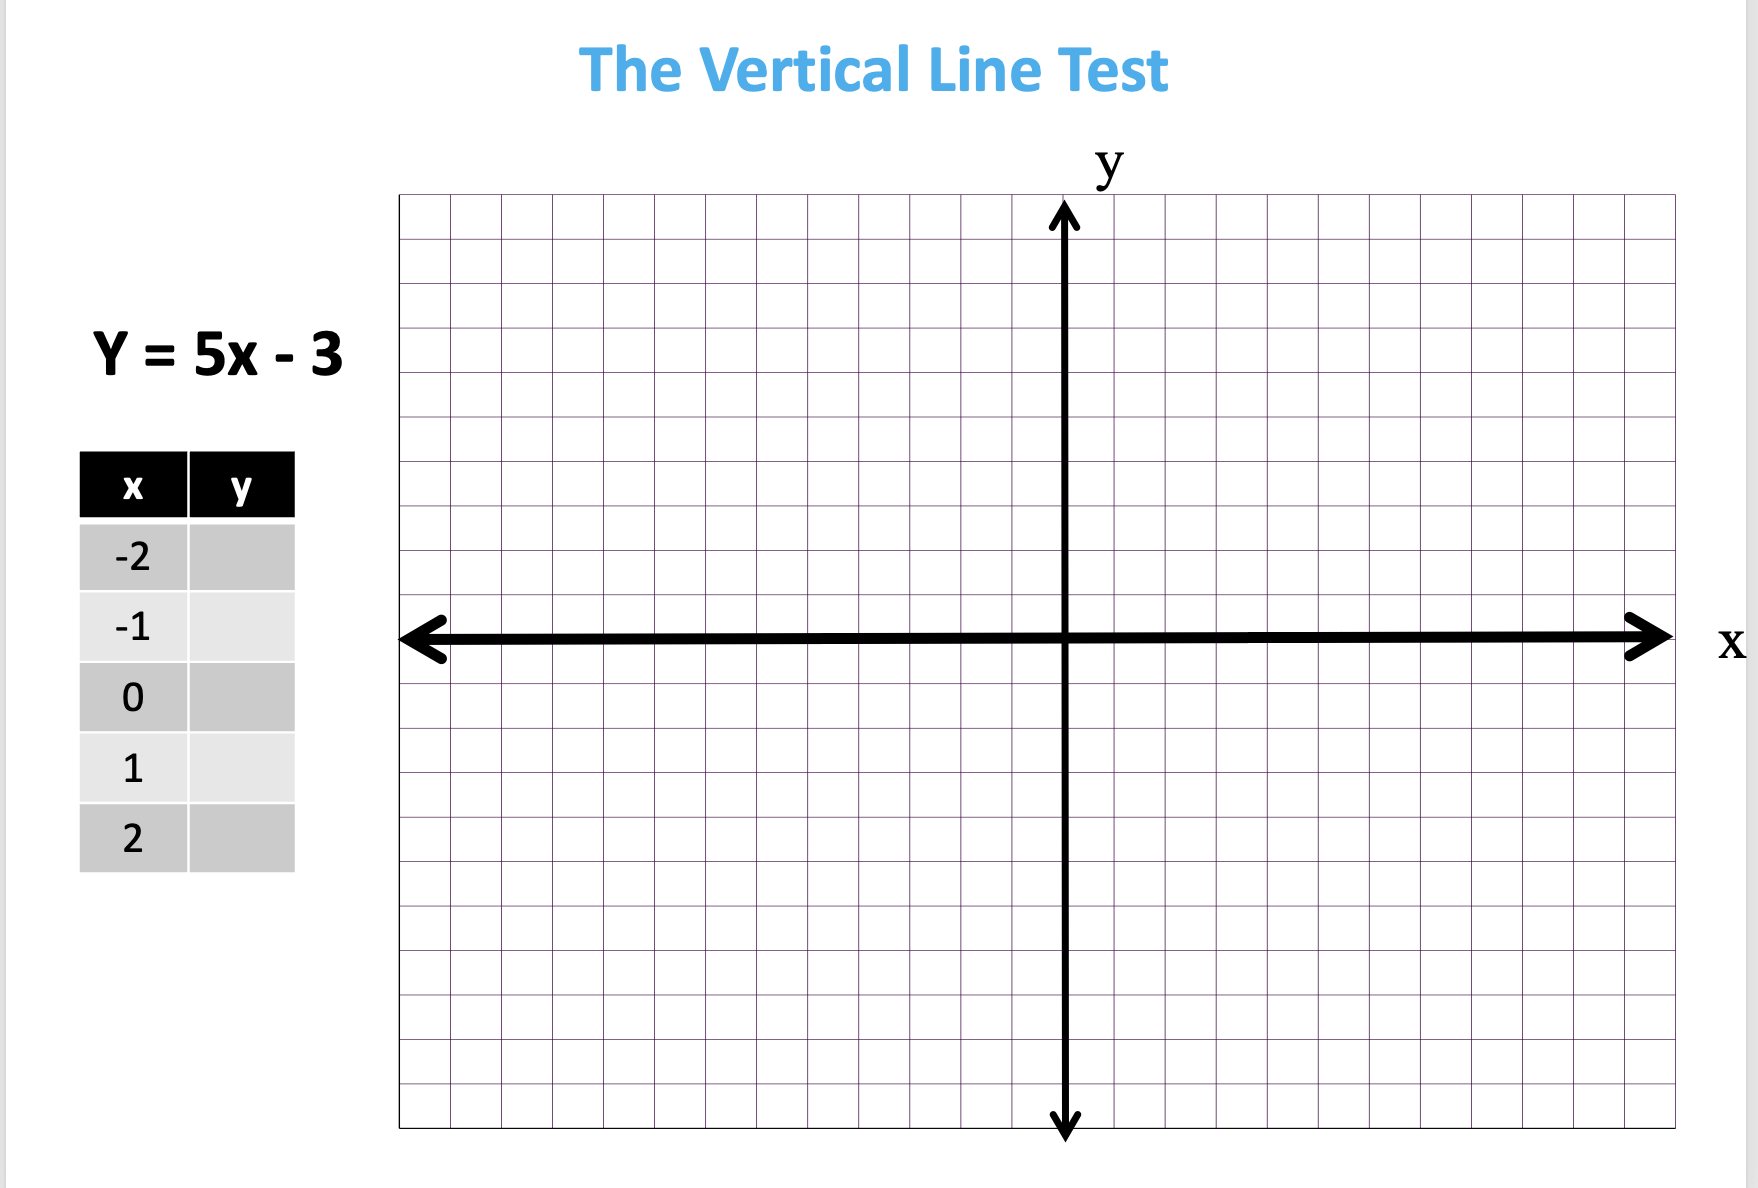 The Vertical Line Test
y
Y = 5x - 3
x y
-2
-1
0
1
2
x